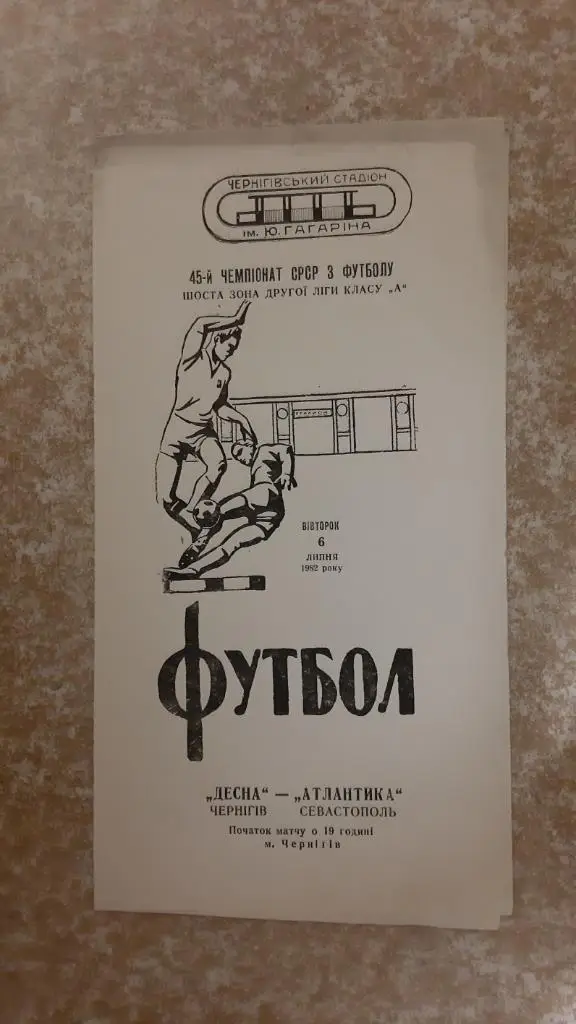 ЧЕРНІГІВСЬКИЙ СТАДІОН
ім. Ю. ГАГАРІНА
45-й ЧЕМПІОНАТ СРСР З ФУТБОЛУ
ШОСТА ЗОНА ДРУГОЇ ЛІГИ КЛАСУ „А“
ВІВТОРОК
6
ЛИПНЯ
1982 року
ФУТБОЛ
„ДЕСНА“ — „АТЛАНТИКА“
ЧЕРНІГІВ СЕВАСТОПОЛЬ
Початок матчу о 19 годині
м. Чернігів